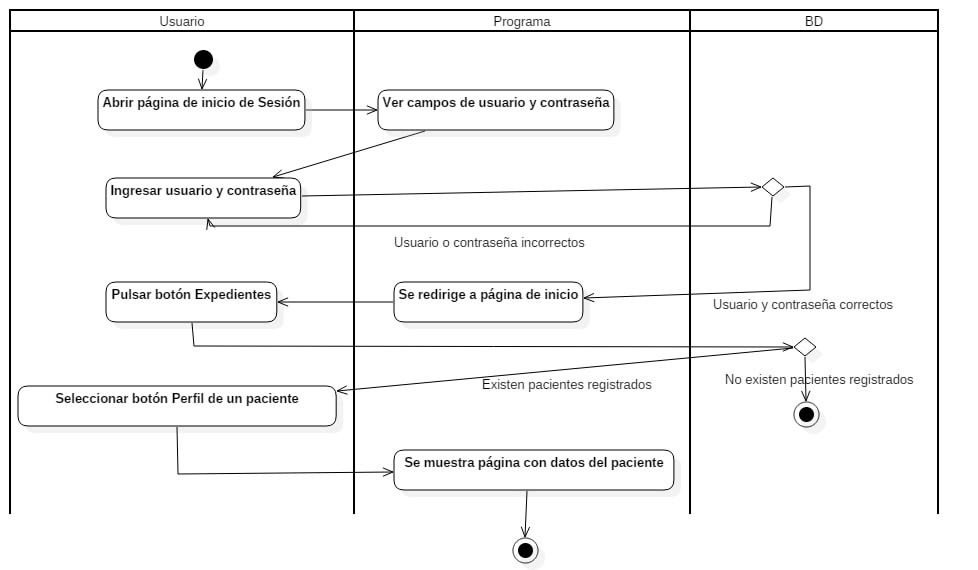 Usuario
Programa
BD
Abrir página de inicio de Sesión
Ver campos de usuario y contraseña
Ingresar usuario y contraseña
Usuario o contraseña incorrectos
Pulsar botón Expedientes
Se redirige a página de inicio
Usuario y contraseña correctos
Existen pacientes registrados
No existen pacientes registrados
Seleccionar botón Perfil de un paciente
Se muestra página con datos del paciente